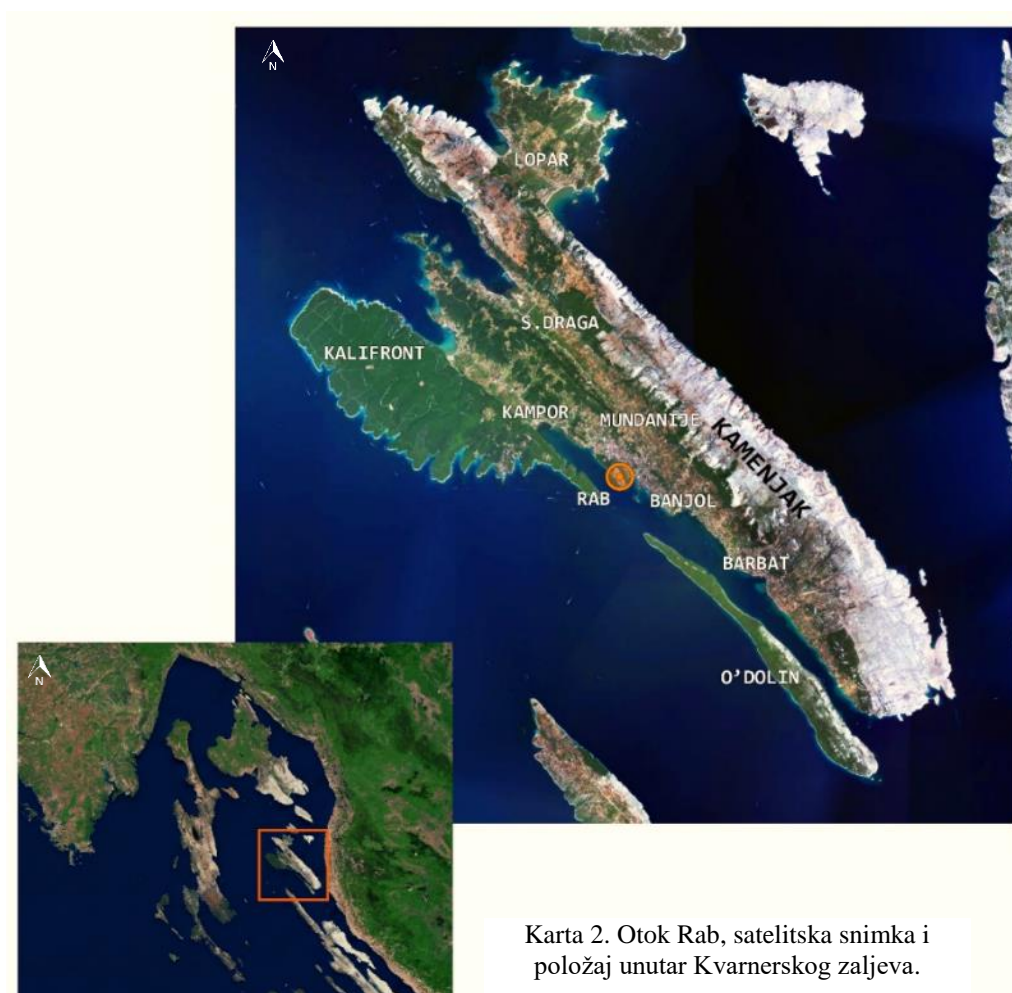 N
LOPAR
S.DRAGA
KALIFRONT
KAMPOR
MUNDANIJE
KAMENJAK
RAB
BANJOL
BARBAT
O'DOLIN
N
Karta 2. Otok Rab, satelitska snimka i
položaj unutar Kvarnerskog zaljeva.